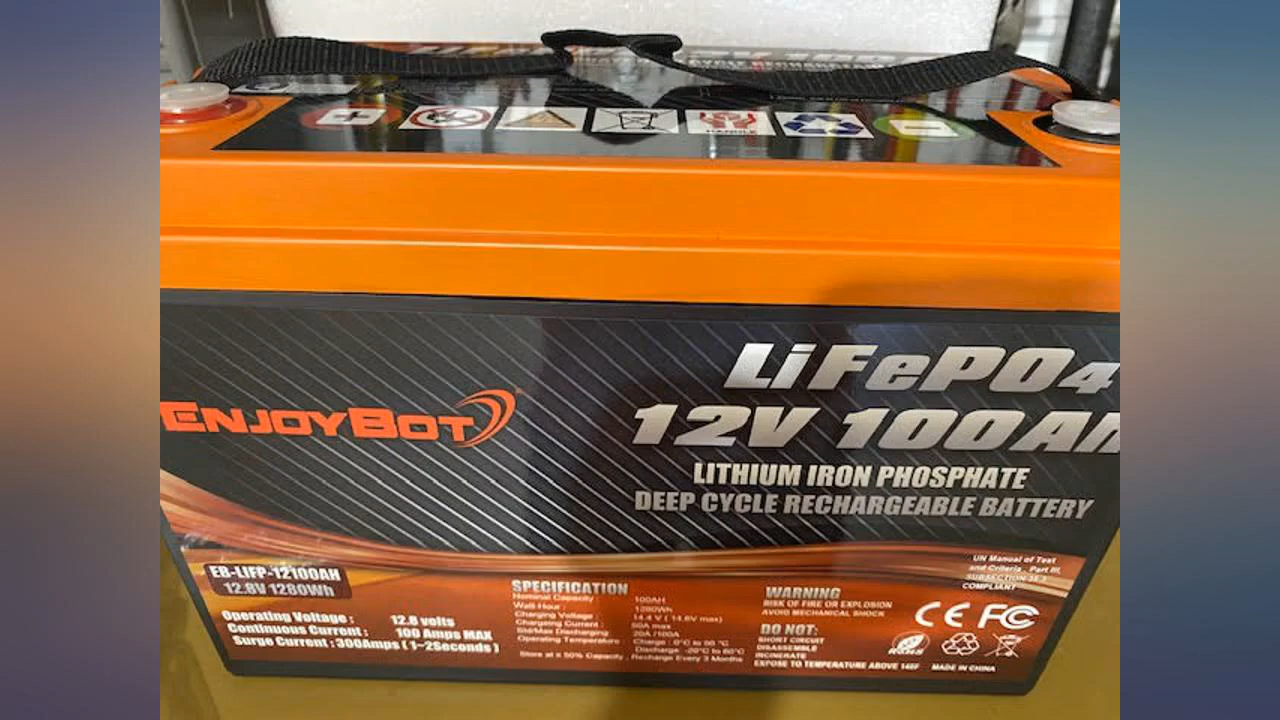 HANDLE
ENJOYBOT
LiFePO4
12V 100AH
LITHIUM IRON PHOSPHATE
DEEP CYCLE RECHARGEABLE BATTERY
EB-LIFP-12100AH
12.8V 1280Wh
Operating Voltage : 12.8 volts
Continuous Current : 100 Amps MAX
Surge Current : 300Amps ( 1~2Seconds )
SPECIFICATION
Nominal Capacity : 100AH
Watt Hour : 1280Wh
Charging Voltage : 14.4 V ( 14.6V max)
Charging Current : 50A max
Std/Max Discharging 20A /100A
Operating Temperature : Charge : 0°C to
Discharge : -20°C to 60°C
Store at ≥ 50% Capacity , Recharge Every 3 Months
WARNING
RISK OF FIRE OR EXPLOSION
AVOID MECHANICAL SHOCK
DO NOT:
SHORT CIRCUIT
DISASSEMBLE
INCINERATE
EXPOSE TO TEMPERATURE ABOVE 140F
UN Manual of Test
and Criteria , Part III,
SUBSECTION 38.3
COMPLIANT
CE FC
ROHS
MADE IN CHINA